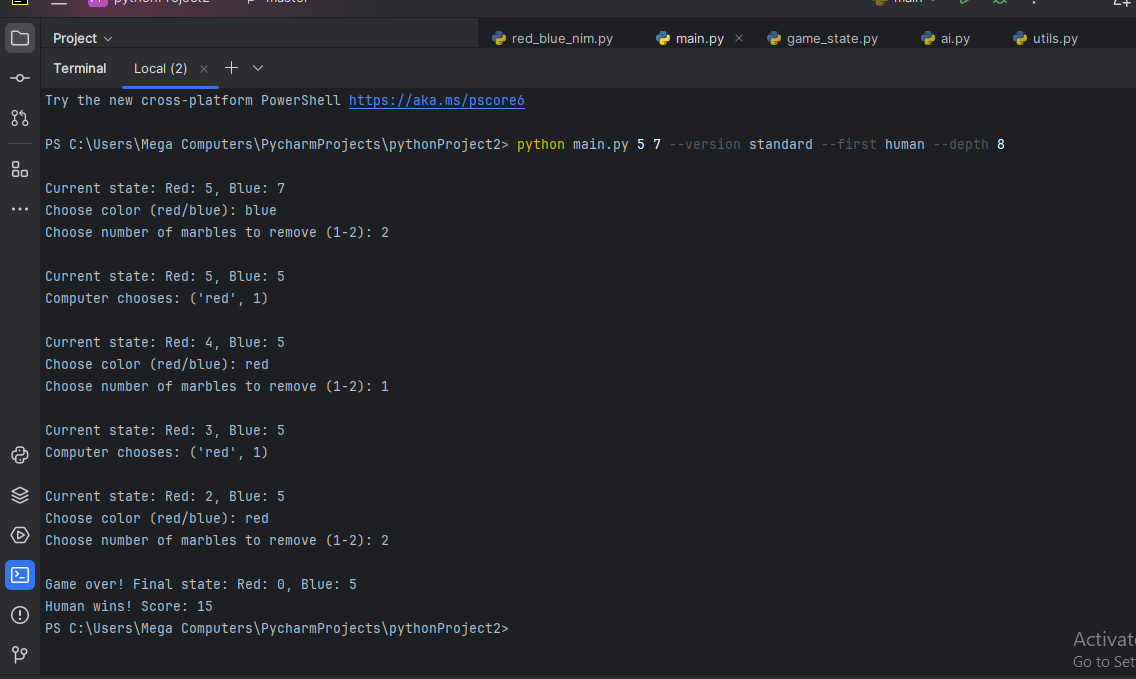 Project
red_blue_nim.py main.py game_state.py ai.py utils.py
Terminal Local (2)
Try the new cross-platform PowerShell https://aka.ms/pscore6
PS C:\Users\Mega Computers\PycharmProjects\pythonProject2> python main.py 5 7 --version standard --first human --depth 8
Current state: Red: 5, Blue: 7
Choose color (red/blue): blue
Choose number of marbles to remove (1-2): 2
Current state: Red: 5, Blue: 5
Computer chooses: ('red', 1)
Current state: Red: 4, Blue: 5
Choose color (red/blue): red
Choose number of marbles to remove (1-2): 1
Current state: Red: 3, Blue: 5
Computer chooses: ('red', 1)
Current state: Red: 2, Blue: 5
Choose color (red/blue): red
Choose number of marbles to remove (1-2): 2
Game over! Final state: Red: 0, Blue: 5
Human wins! Score: 15
PS C:\Users\Mega Computers\PycharmProjects\pythonProject2>
Activate
Go to Set